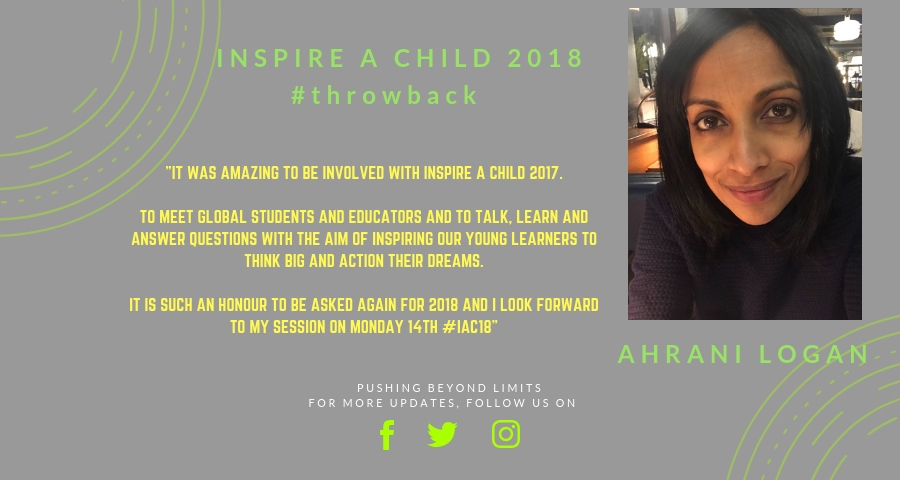 INSPIRE A CHILD 2018
#throwback
"IT WAS AMAZING TO BE INVOLVED WITH INSPIRE A CHILD 2017.
TO MEET GLOBAL STUDENTS AND EDUCATORS AND TO TALK, LEARN AND
ANSWER QUESTIONS WITH THE AIM OF INSPIRING OUR YOUNG LEARNERS TO
THINK BIG AND ACTION THEIR DREAMS.
IT IS SUCH AN HONOUR TO BE ASKED AGAIN FOR 2018 AND I LOOK FORWARD
TO MY SESSION ON MONDAY 14TH #IAC18"
AHRANI LOGAN
PUSHING BEYOND LIMITS
FOR MORE UPDATES, FOLLOW US ON